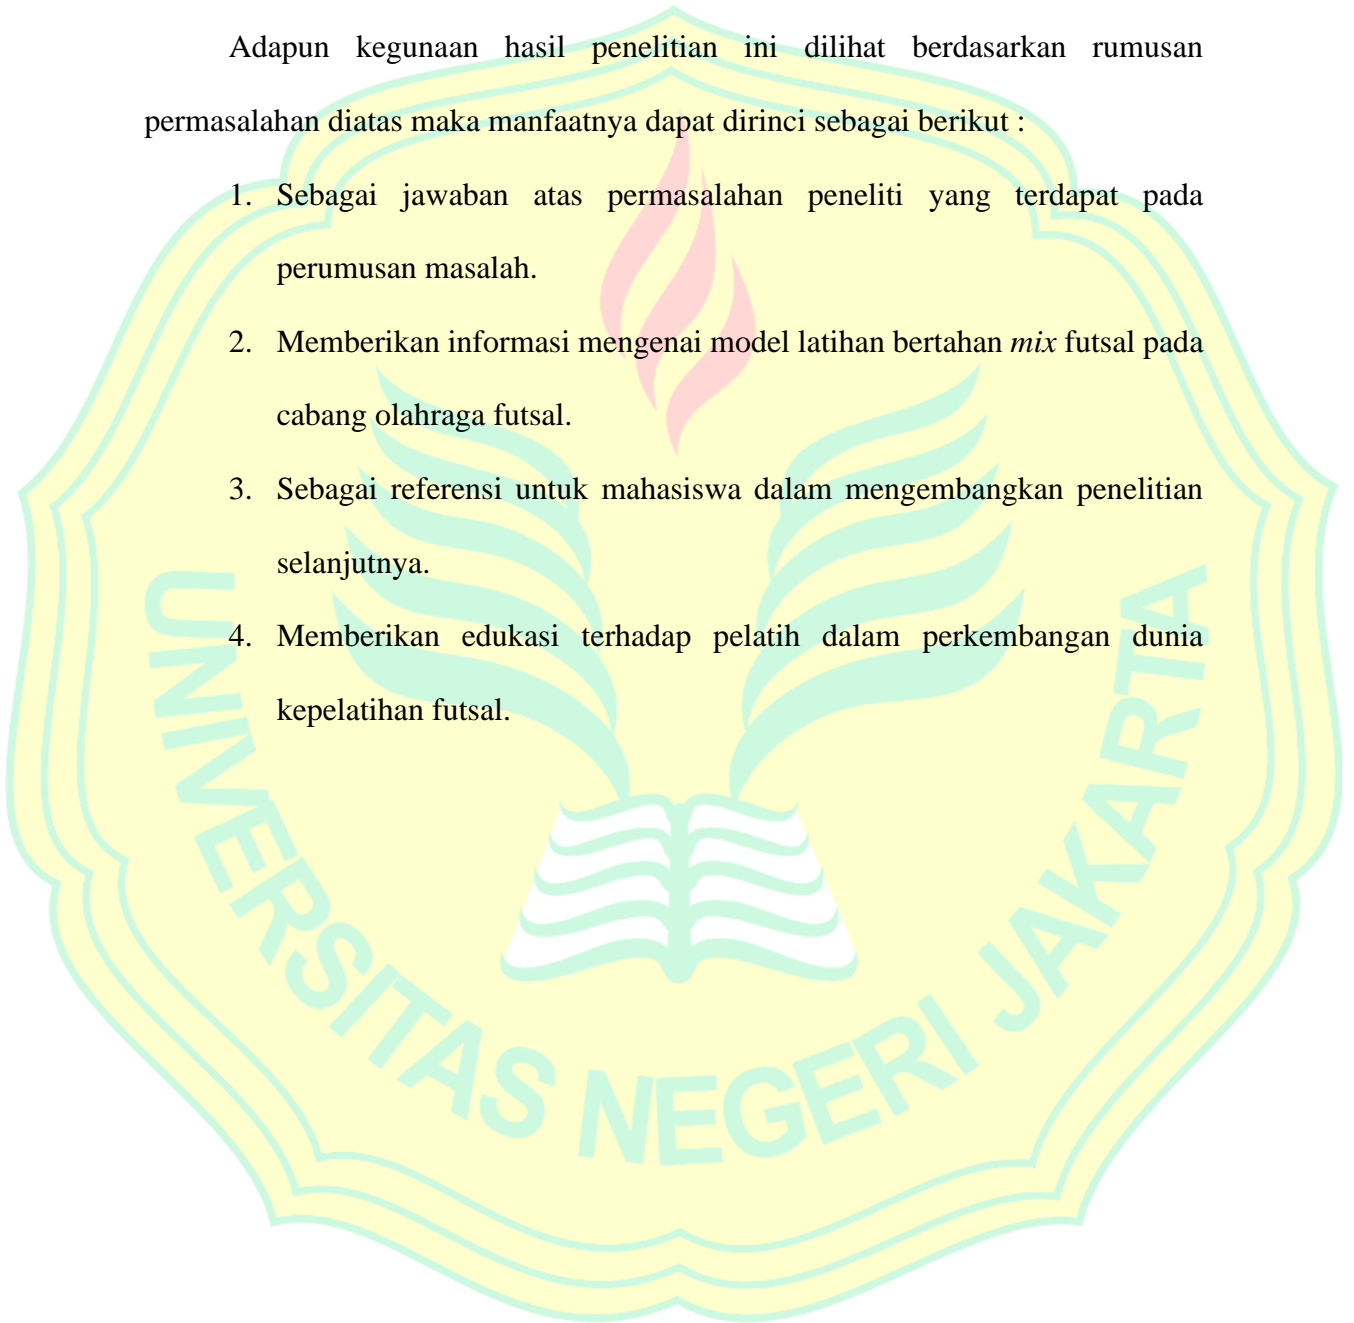 Adapun kegunaan hasil penelitian ini dilihat berdasarkan rumusan
permasalahan diatas maka manfaatnya dapat dirinci sebagai berikut :
1. Sebagai jawaban atas permasalahan peneliti yang terdapat pada
perumusan masalah.
2. Memberikan informasi mengenai model latihan bertahan mix futsal pada
cabang olahraga futsal.
3. Sebagai referensi untuk mahasiswa dalam mengembangkan penelitian
selanjutnya.
4. Memberikan edukasi terhadap pelatih dalam perkembangan dunia
kepelatihan futsal.
UNIVERSITAS NEGERI JAKARTA